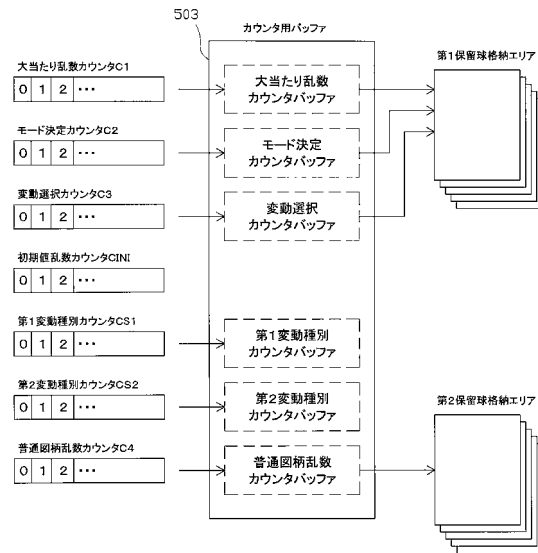 503
カウンタ用バッファ
大当たり乱数カウンタC1
0 1 2 ･･･
モード決定カウンタC2
0 1 2 ･･･
変動選択カウンタC3
0 1 2 ･･･
初期値乱数カウンタCINI
0 1 2 ･･･
第1変動種別カウンタCS1
0 1 2 ･･･
第2変動種別カウンタCS2
0 1 2 ･･･
普通図柄乱数カウンタC4
0 1 2 ･･･
大当たり乱数
カウンタバッファ
モード決定
カウンタバッファ
変動選択
カウンタバッファ
第1変動種別
カウンタバッファ
第2変動種別
カウンタバッファ
普通図柄乱数
カウンタバッファ
第1保留球格納エリア
第2保留球格納エリア